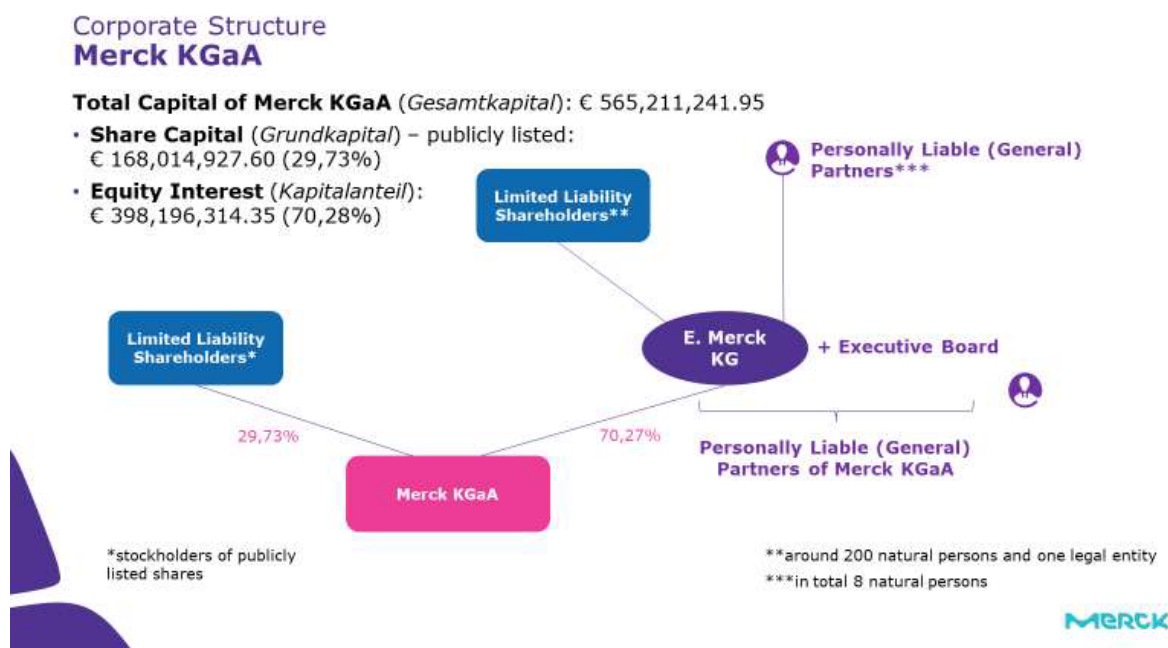 Corporate Structure
Merck KGaA
Total Capital of Merck KGaA (Gesamtkapital): € 565,211,241.95
• Share Capital (Grundkapital) – publicly listed:
€ 168,014,927.60 (29,73%)
• Equity Interest (Kapitalanteil):
€ 398,196,314.35 (70,28%)
Personally Liable (General)
Partners***
Limited Liability
Shareholders**
Limited Liability
Shareholders*
E. Merck
KG
+ Executive Board
29,73%
70,27%
Personally Liable (General)
Partners of Merck KGaA
Merck KGaA
*stockholders of publicly
listed shares
**around 200 natural persons and one legal entity
***in total 8 natural persons
MERCK